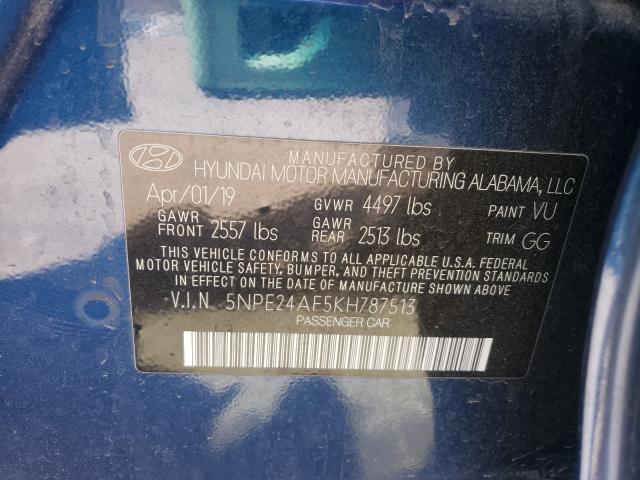 MANUFACTURED BY
HYUNDAI MOTOR MANUFACTURING ALABAMA, LLC
Apr/01/19 GVWR 4497 lbs PAINT VU
GAWR FRONT 2557 lbs GAWR REAR 2513 lbs TRIM GG
THIS VEHICLE CONFORMS TO ALL APPLICABLE U.S.A. FEDERAL
MOTOR VEHICLE SAFETY, BUMPER, AND THEFT PREVENTION STANDARDS
IN EFFECT ON THE DATE OF MANUFACTURE SHOWN ABOVE.
V.I.N 5NPE24AF5KH787513
PASSENGER CAR